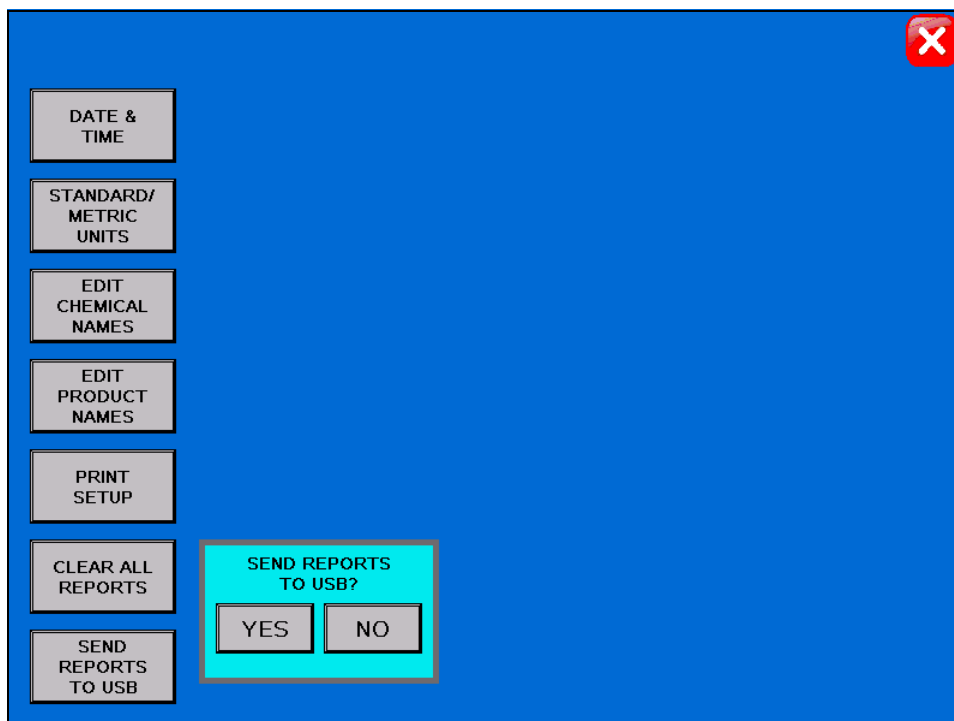 DATE &
TIME
STANDARD/
METRIC
UNITS
EDIT
CHEMICAL
NAMES
EDIT
PRODUCT
NAMES
PRINT
SETUP
CLEAR ALL
REPORTS
SEND
REPORTS
TO USB
SEND REPORTS
TO USB?
YES NO